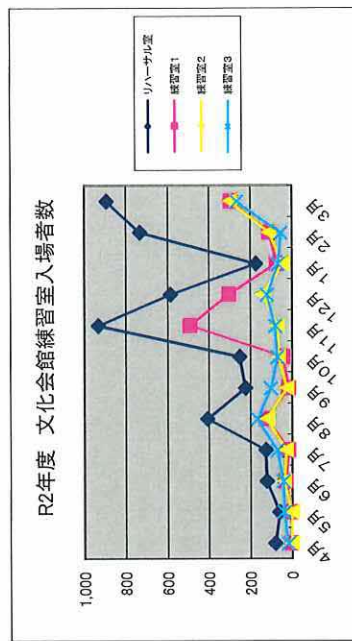 R2年度 文化会館練習室入場者数
1,000
800
600
400
200
0
4月
5月
6月
7月
8月
9月
10月
11月
12月
1月
2月
3月
リハーサル室
練習室1
練習室2
練習室3